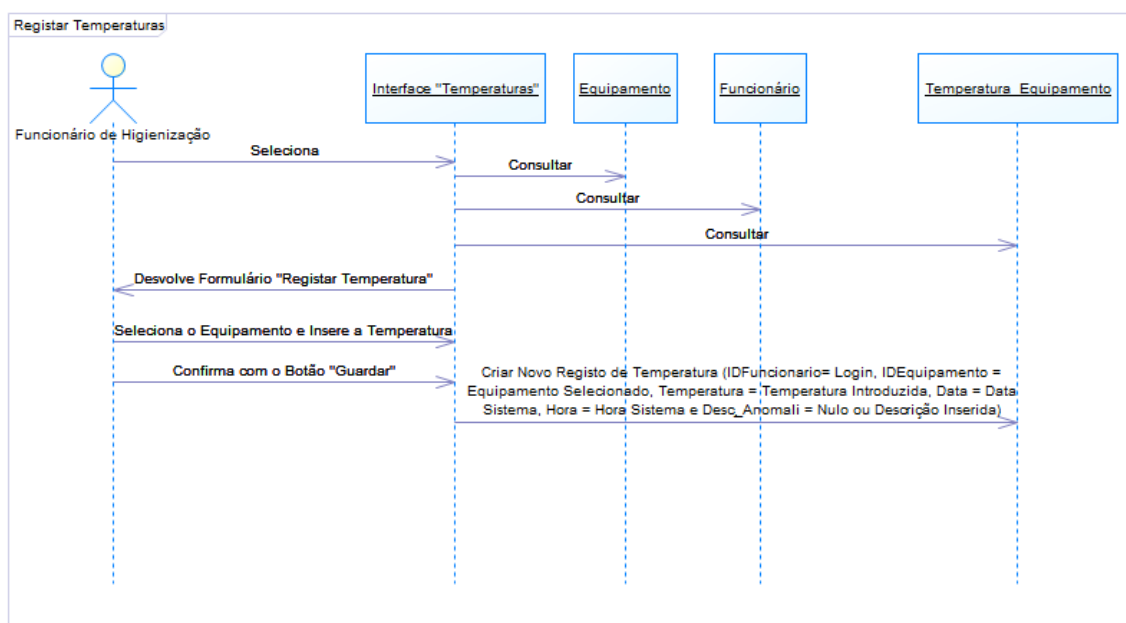 Registar Temperaturas
Interface "Temperaturas"
Equipamento
Funcionário
Temperatura_Equipamento
Funcionário de Higienização
Seleciona
Consultar
Consultar
Consultar
Desvolve Formulário "Registar Temperatura"
Seleciona o Equipamento e Insere a Temperatura
Confirma com o Botão "Guardar"
Criar Novo Registo de Temperatura (IDFuncionario= Login, IDEquipamento =
Equipamento Selecionado, Temperatura = Temperatura Introduzida, Data = Data
Sistema, Hora = Hora Sistema e Desc_Anomali = Nulo ou Descrição Inserida)